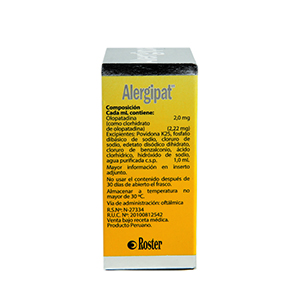 Alergipat™
Composición
Cada mL contiene:
Olopatadina 2,0 mg
(como clorhidrato
de olopatadina) (2,22 mg)
Excipientes: Povidona K25, fosfato
dibásico de sodio, cloruro de
sodio, edetato disódico dihidrato,
cloruro de benzalconio, ácido
clorhídrico, hidróxido de sodio,
agua purificada c.s.p. 1,0 mL
Mayor información en inserto
adjunto.
No usar el contenido después de
30 días de abierto el frasco.
Almacenar a temperatura no
mayor de 30 ºC.
Vía de administración: oftálmica
R.S.Nº: N-27334
R.U.C. Nº: 20100812542
Venta bajo receta médica.
Producto Peruano.
Roster